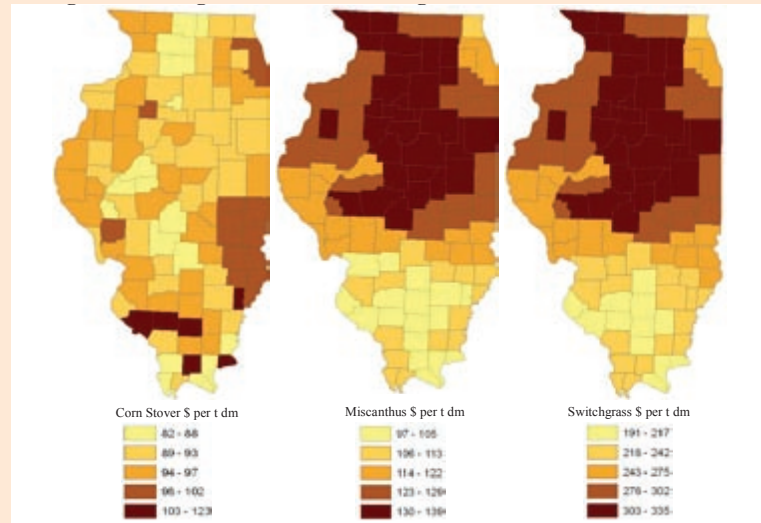 Corn Stover $ per t dm
82 - 88
89 - 93
94 - 97
98 - 102
103 - 123
Miscanthus $ per t dm
97 - 105
106 - 113
114 - 122
123 - 129
130 - 139
Switchgrass $ per t dm
191 - 217
218 - 242
243 - 275
276 - 302
303 - 335